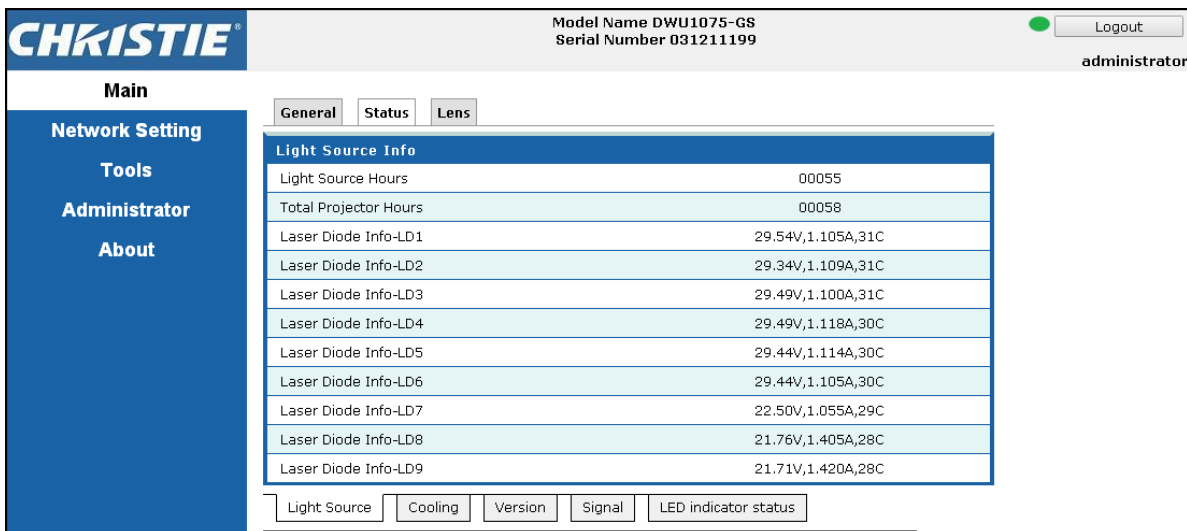 CHRISTIE®
Model Name DWU1075-GS
Serial Number 031211199
Logout
administrator
Main
Network Setting
Tools
Administrator
About
General Status Lens
Light Source Info
Light Source Hours 00055
Total Projector Hours 00058
Laser Diode Info-LD1 29.54V,1.105A,31C
Laser Diode Info-LD2 29.34V,1.109A,31C
Laser Diode Info-LD3 29.49V,1.100A,31C
Laser Diode Info-LD4 29.49V,1.118A,30C
Laser Diode Info-LD5 29.44V,1.114A,30C
Laser Diode Info-LD6 29.44V,1.105A,30C
Laser Diode Info-LD7 22.50V,1.055A,29C
Laser Diode Info-LD8 21.76V,1.405A,28C
Laser Diode Info-LD9 21.71V,1.420A,28C
Light Source Cooling Version Signal LED indicator status